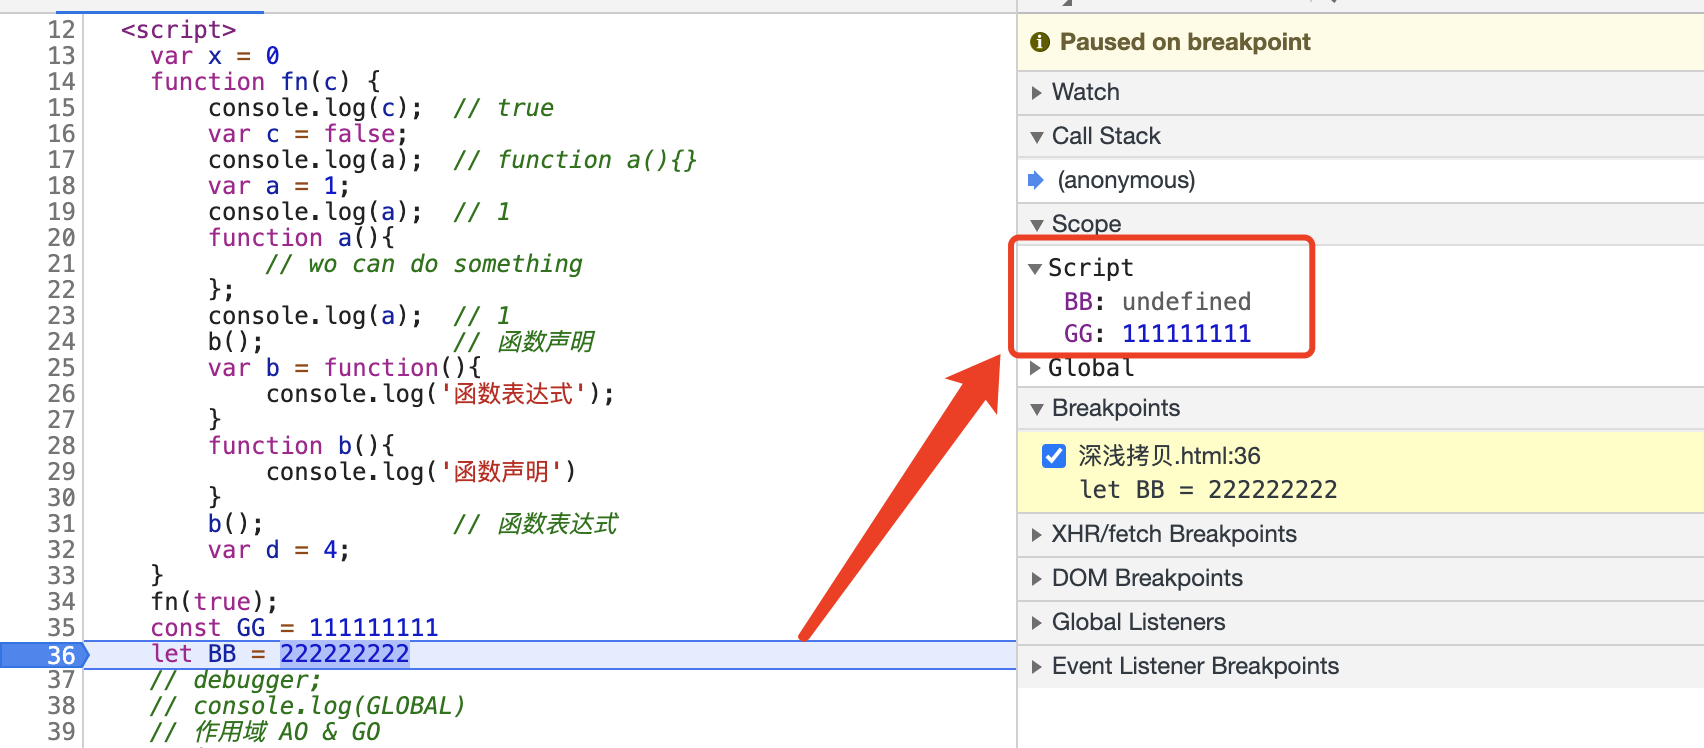 12 <script>
13 var x = 0
14 function fn(c) {
15 console.log(c); // true
16 var c = false;
17 console.log(a); // function a(){}
18 var a = 1;
19 console.log(a); // 1
20 function a(){
21 // wo can do something
22 };
23 console.log(a); // 1
24 b(); // 函数声明
25 var b = function(){
26 console.log('函数表达式');
27 }
28 function b(){
29 console.log('函数声明')
30 }
31 b(); // 函数表达式
32 var d = 4;
33 }
34 fn(true);
35 const GG = 111111111
36 let BB = 222222222
37 // debugger;
38 // console.log(GLOBAL)
39 // 作用域 AO & GO
Paused on breakpoint
Watch
Call Stack
(anonymous)
Scope
Script
BB: undefined
GG: 111111111
Global
Breakpoints
深浅拷贝.html:36
let BB = 222222222
XHR/fetch Breakpoints
DOM Breakpoints
Global Listeners
Event Listener Breakpoints